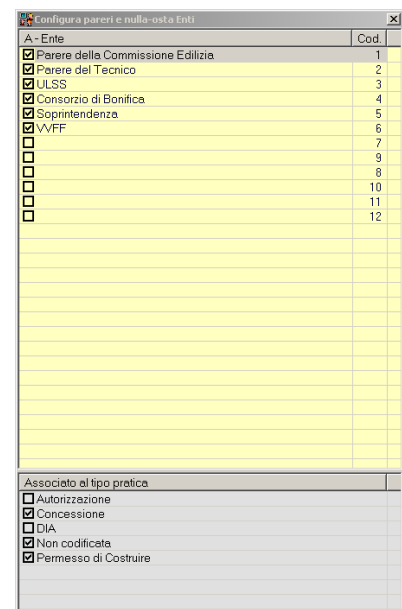 Configura pareri e nulla-osta Enti
A - Ente Cod.
Parere della Commissione Edilizia 1
Parere del Tecnico 2
ULSS 3
Consorzio di Bonifica 4
Soprintendenza 5
VVFF 6
7
9
8
10
11
12
Associato al tipo pratica
Autorizzazione
Concessione
DIA
Non codificata
Permesso di Costruire